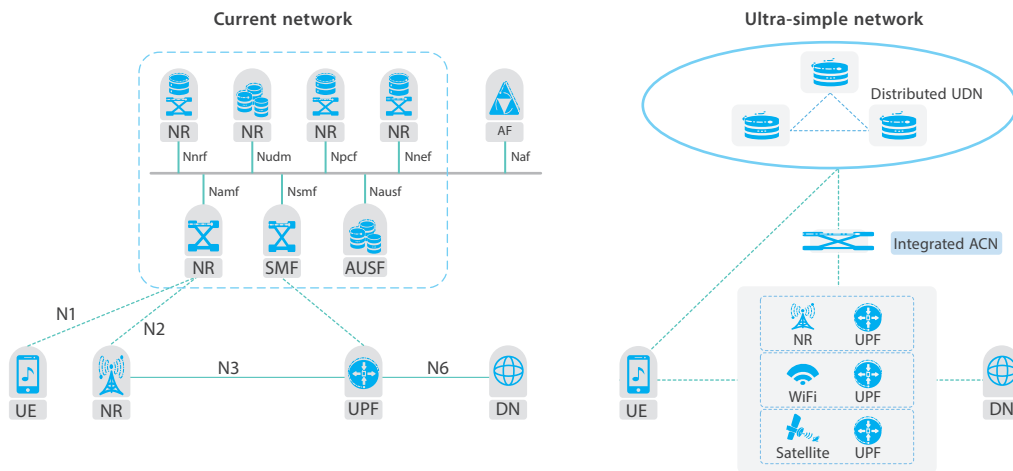 Current network
NR
NR
NR
NR
AF
Nnrf
Nudm
Npcf
Nnef
Naf
Namf
Nsmf
Nausf
NR
SMF
AUSF
N1
N2
N3
N6
UE
NR
UPF
DN
Ultra-simple network
Distributed UDN
Integrated ACN
NR
UPF
WiFi
UPF
Satellite
UPF
UE
DN